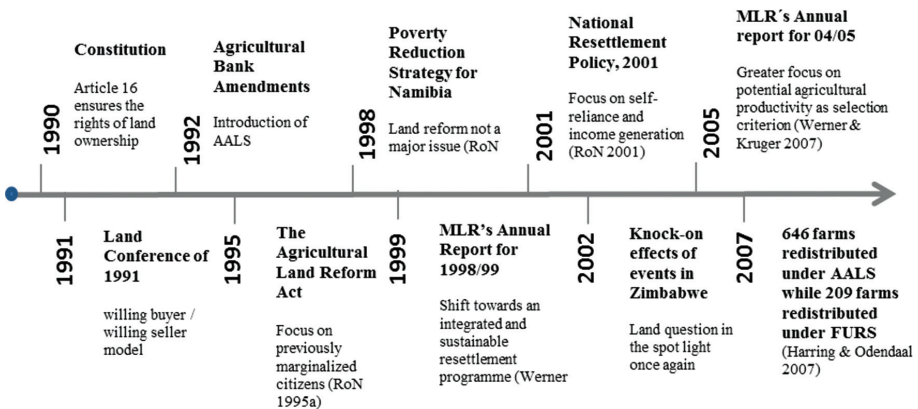 1990
Constitution
Article 16
ensures the
rights of land
ownership
1992
Agricultural
Bank
Amendments
Introduction of
AALS
1998
Poverty
Reduction
Strategy for
Namibia
Land reform not a
major issue (RoN
2001
National
Resettlement
Policy, 2001
Focus on self-
reliance and
income generation
(RoN 2001)
2005
MLR´s Annual
report for 04/05
Greater focus on
potential agricultural
productivity as selection
criterion (Werner &
Kruger 2007)
1991
Land
Conference of
1991
willing buyer /
willing seller
model
1995
The
Agricultural
Land Reform
Act
Focus on
previously
marginalized
citizens (RoN
1995a)
1999
MLR’s Annual
Report for
1998/99
Shift towards an
integrated and
sustainable
resettlement
programme (Werner
2002
Knock-on
effects of
events in
Zimbabwe
Land question in
the spot light
once again
2007
646 farms
redistributed
under AALS
while 209 farms
redistributed
under FURS
(Harring & Odendaal
2007)